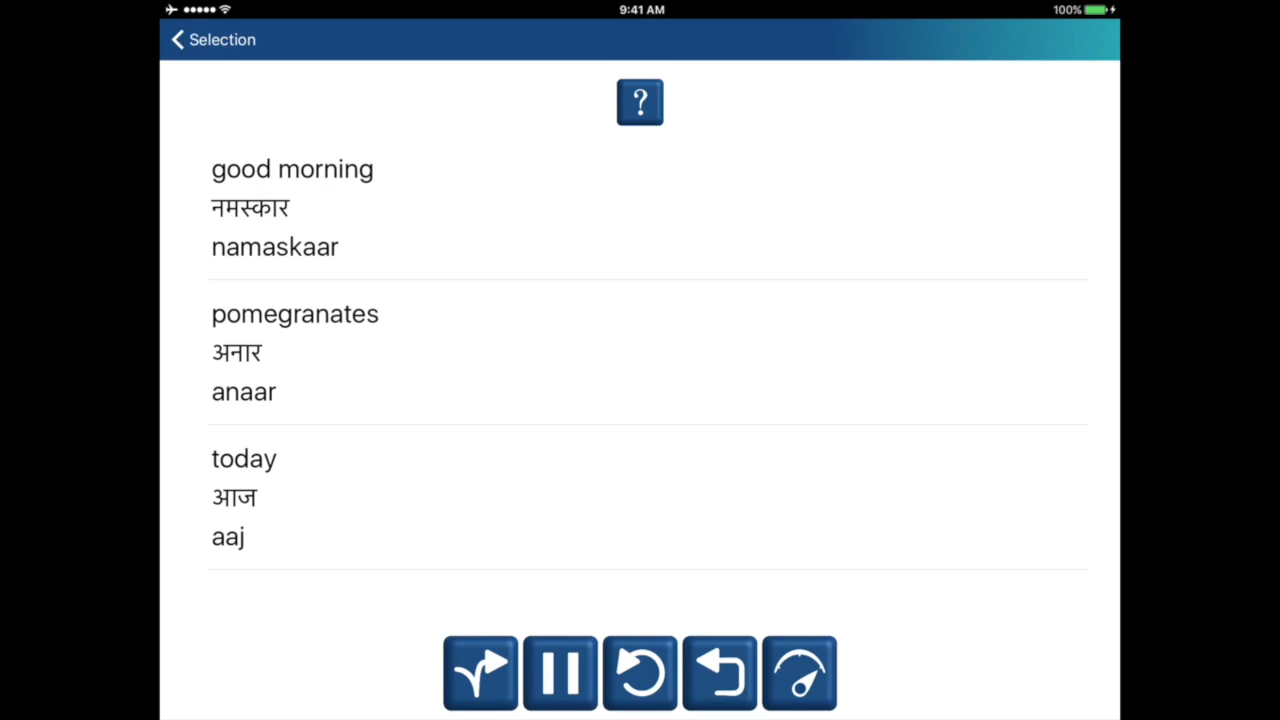 9:41 AM
100%
Selection
?
good morning
नमस्कार
namaskaar
pomegranates
अनार
anaar
today
आज
aaj